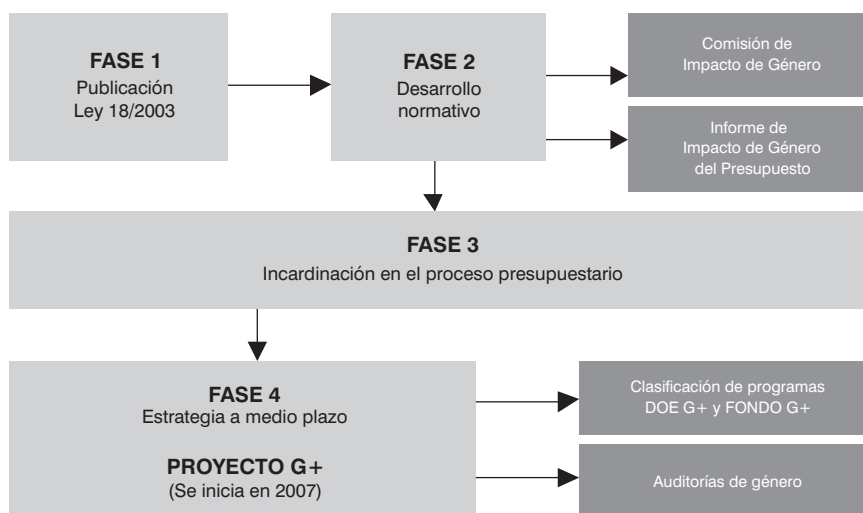 FASE 1
Publicación
Ley 18/2003
FASE 2
Desarrollo
normativo
Comisión de
Impacto de Género
Informe de
Impacto de Género
del Presupuesto
FASE 3
Incardinación en el proceso presupuestario
FASE 4
Estrategia a medio plazo
PROYECTO G+
(Se inicia en 2007)
Clasificación de programas
DOE G+ y FONDO G+
Auditorías de género